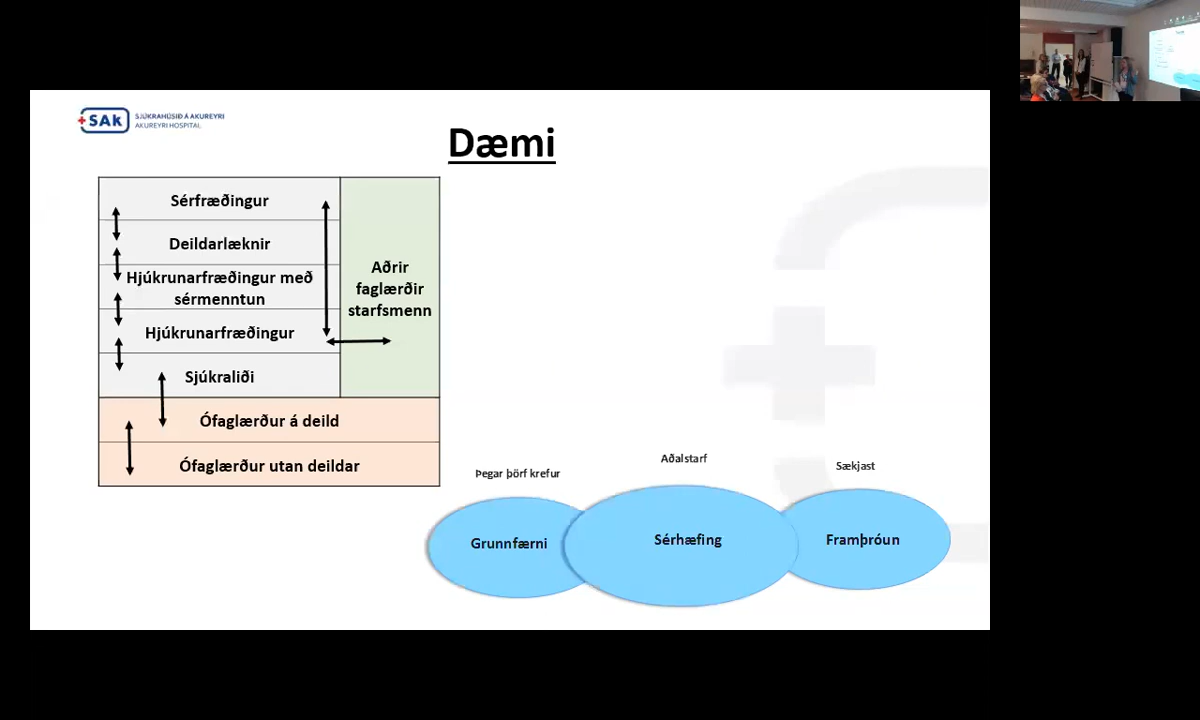 SAk
SJÚKRAHÚSIÐ Á AKUREYRI
AKUREYRI HOSPITAL
Dæmi
Sérfræðingur
Deildarlæknir
Hjúkrunarfræðingur með
sérmenntun
Hjúkrunarfræðingur
Sjúkraliði
Aðrir
faglærðir
starfsmenn
Ófaglærður á deild
Ófaglærður utan deildar
Þegar þörf krefur
Aðalstarf
Sækjast
Grunnfærni
Sérhæfing
Framþróun